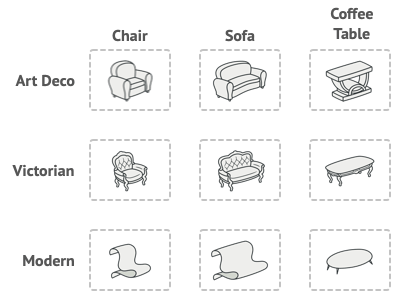 Chair
Sofa
Coffee
Table
Art Deco
Victorian
Modern